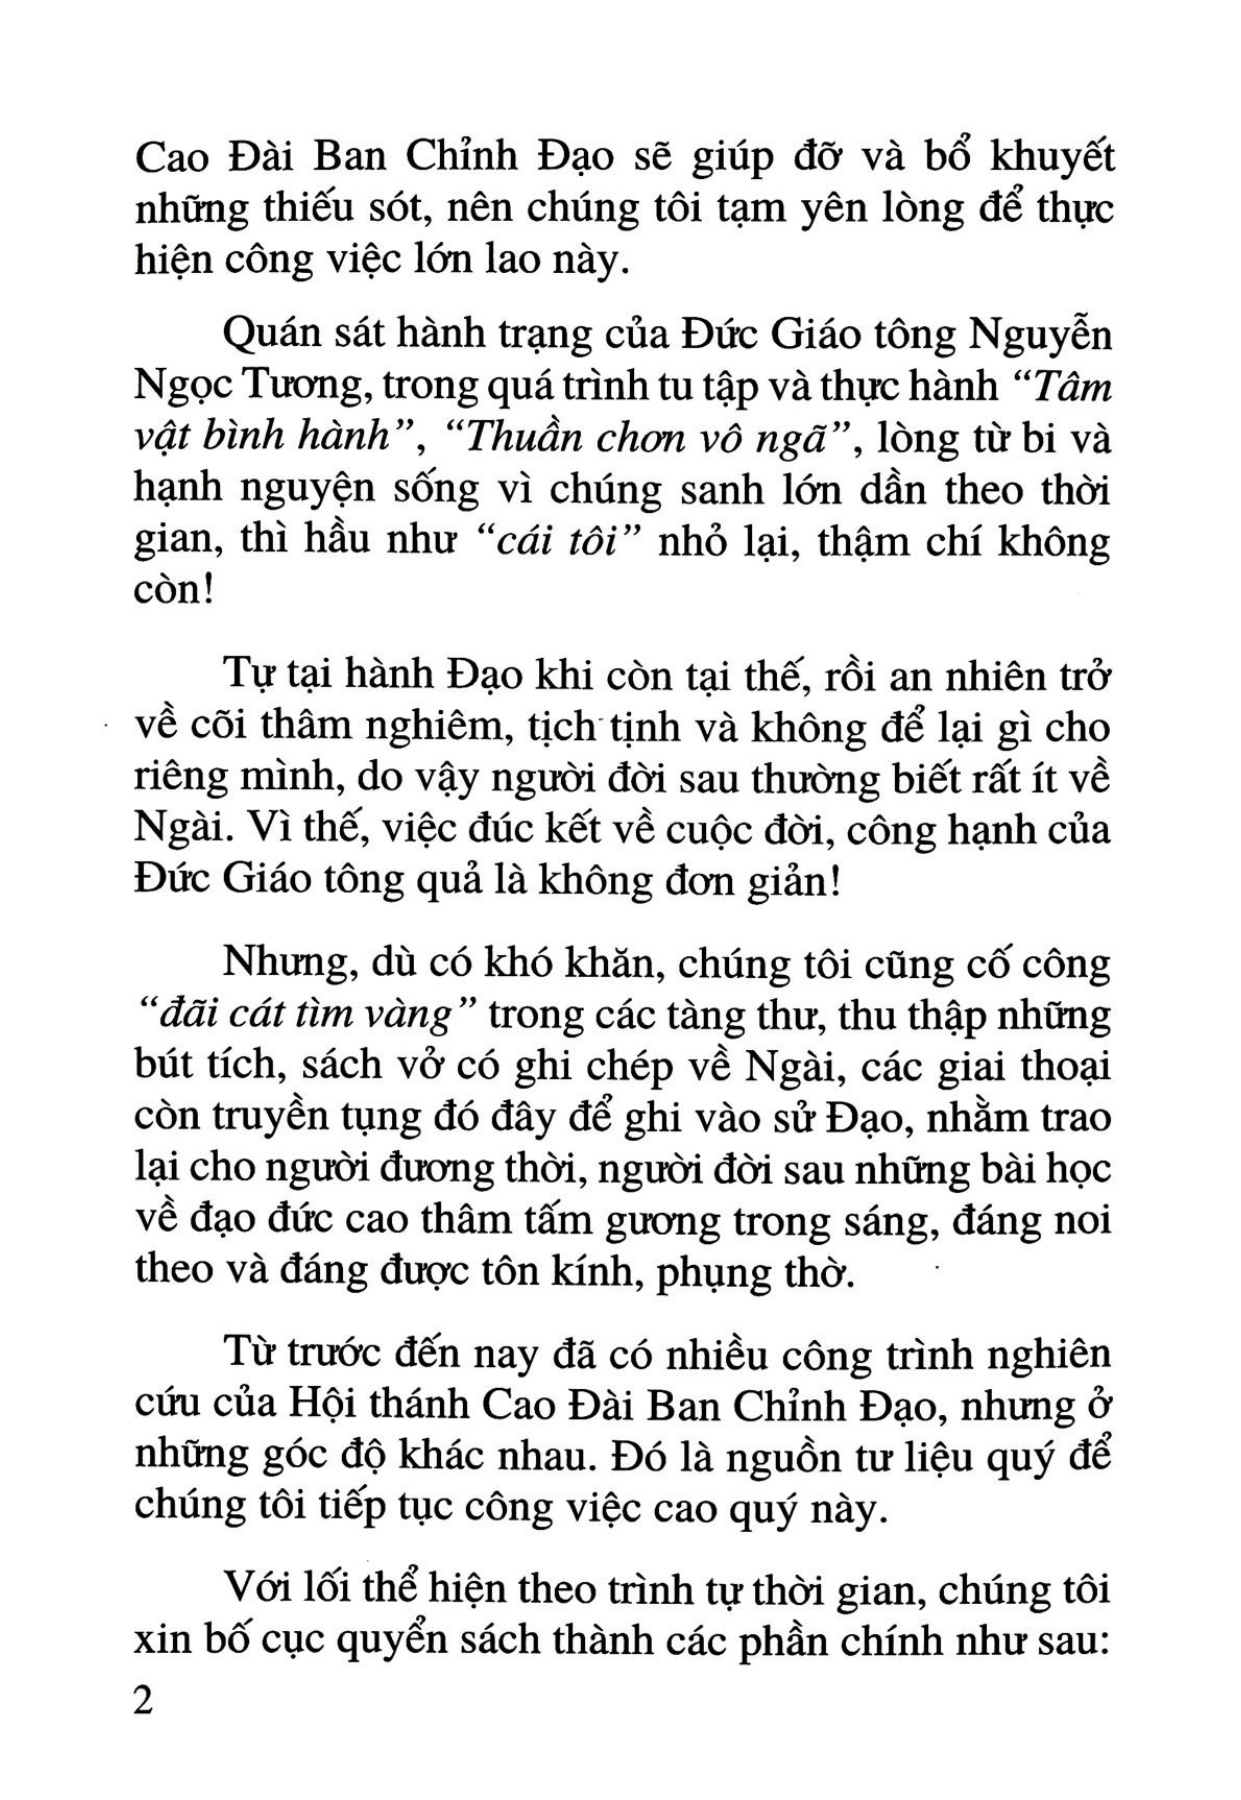 Cao Đài Ban Chỉnh Đạo sẽ giúp đỡ và bổ khuyết
những thiếu sót, nên chúng tôi tạm yên lòng để thực
hiện công việc lớn lao này.
Quán sát hành trạng của Đức Giáo tông Nguyễn
Ngọc Tương, trong quá trình tu tập và thực hành “Tâm
vật bình hành”, “Thuần chơn vô ngã”, lòng từ bi và
hạnh nguyện sống vì chúng sanh lớn dần theo thời
gian, thì hầu như “cái tôi” nhỏ lại, thậm chí không
còn!
Tự tại hành Đạo khi còn tại thế, rồi an nhiên trở
về cõi thâm nghiêm, tịch tịnh và không để lại gì cho
riêng mình, do vậy người đời sau thường biết rất ít về
Ngài. Vì thế, việc đúc kết về cuộc đời, công hạnh của
Đức Giáo tông quả là không đơn giản!
Nhưng, dù có khó khăn, chúng tôi cũng cố công
“đãi cát tìm vàng” trong các tàng thư, thu thập những
bút tích, sách vở có ghi chép về Ngài, các giai thoại
còn truyền tụng đó đây để ghi vào sử Đạo, nhằm trao
lại cho người đương thời, người đời sau những bài học
về đạo đức cao thâm tấm gương trong sáng, đáng noi
theo và đáng được tôn kính, phụng thờ.
Từ trước đến nay đã có nhiều công trình nghiên
cứu của Hội thánh Cao Đài Ban Chỉnh Đạo, nhưng ở
những góc độ khác nhau. Đó là nguồn tư liệu quý để
chúng tôi tiếp tục công việc cao quý này.
Với lối thể hiện theo trình tự thời gian, chúng tôi
xin bố cục quyển sách thành các phần chính như sau:
2